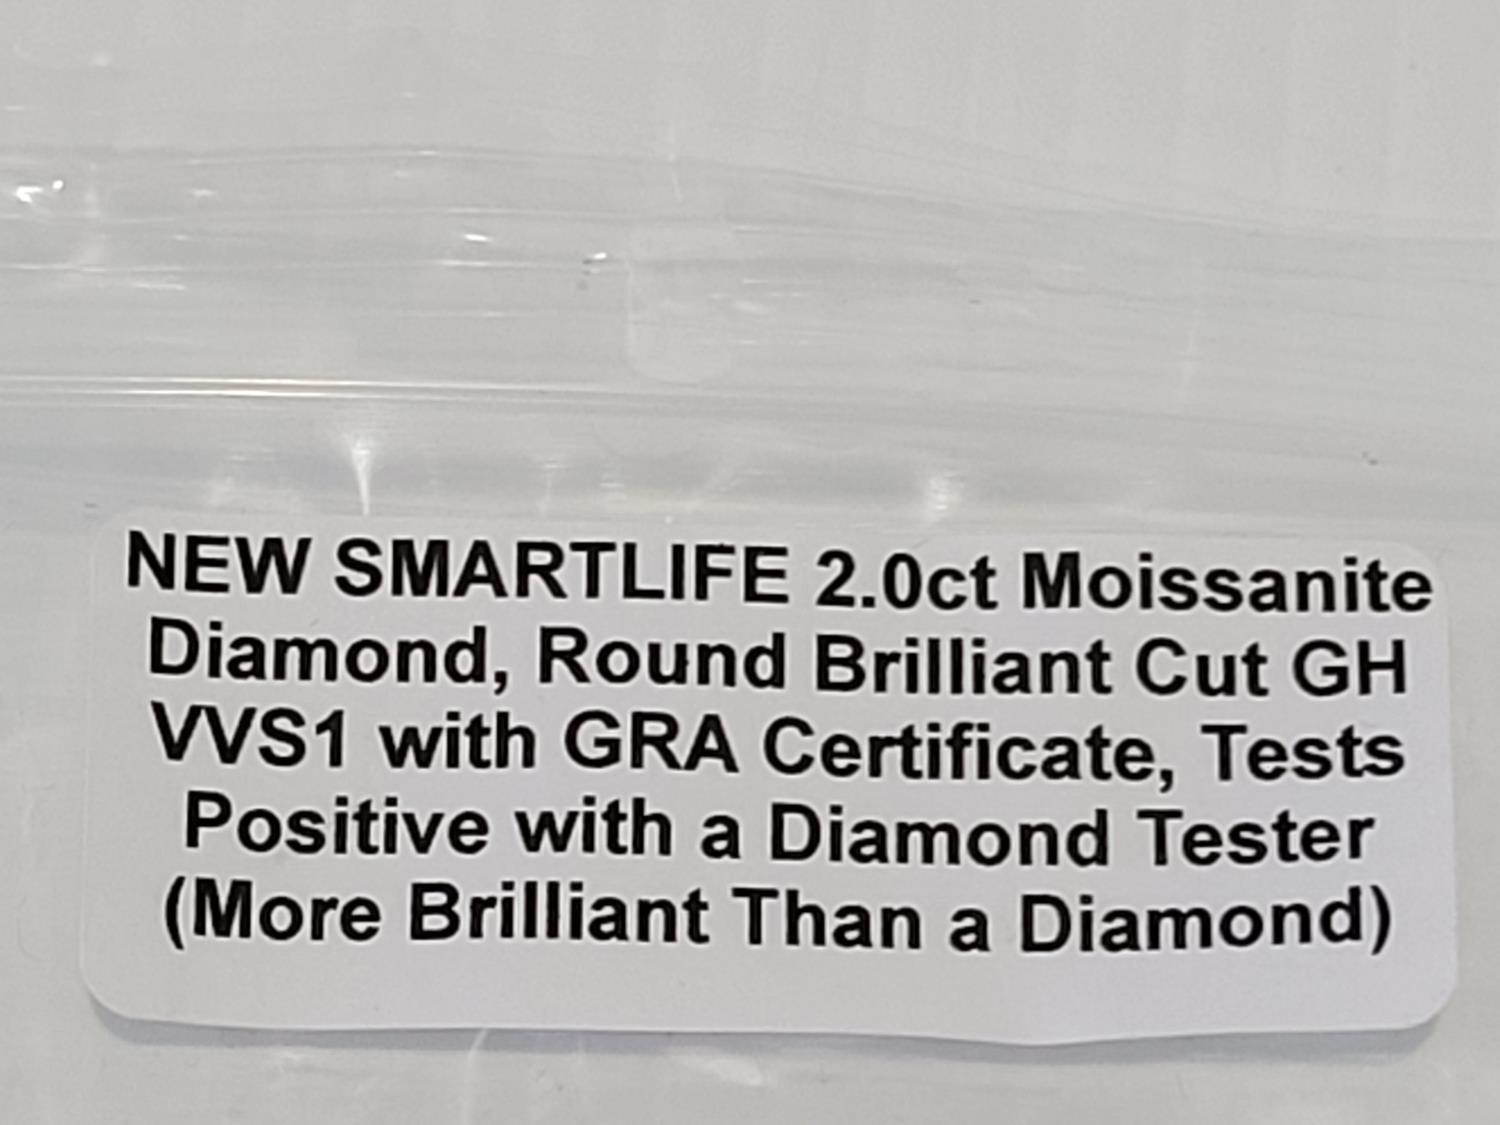 NEW SMARTLIFE 2.0ct Moissanite
Diamond, Round Brilliant Cut GH
VVS1 with GRA Certificate, Tests
Positive with a Diamond Tester
(More Brilliant Than a Diamond)